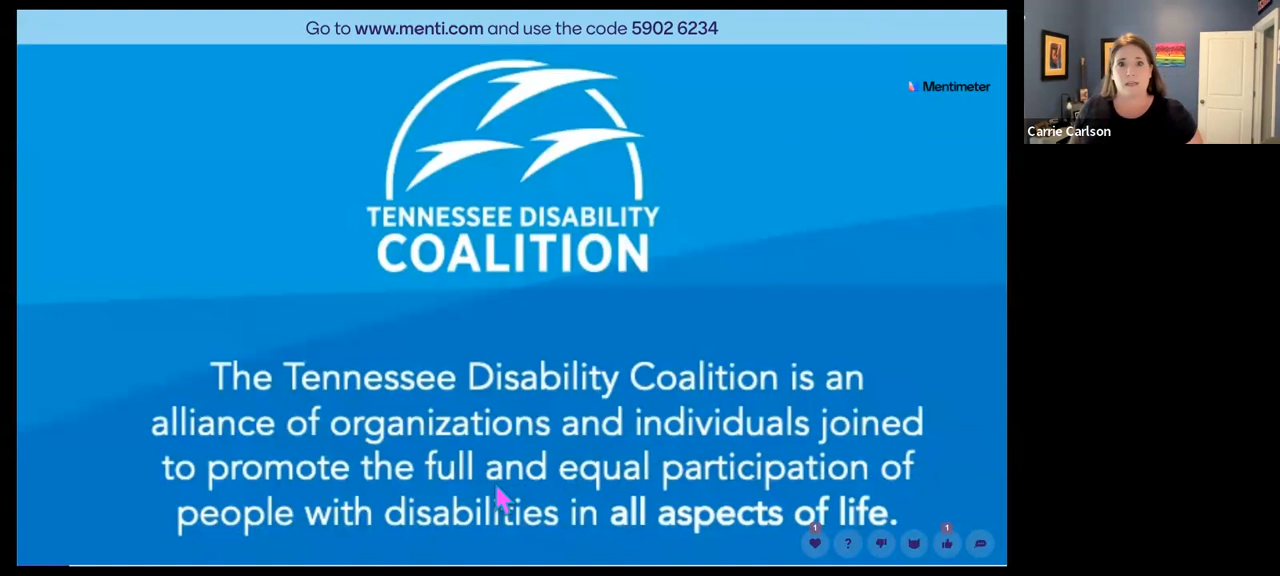 Go to www.menti.com and use the code 5902 6234
Mentimeter
TENNESSEE DISABILITY
COALITION
The Tennessee Disability Coalition is an
alliance of organizations and individuals joined
to promote the full and equal participation of
people with disabilities in all aspects of life.
1
1
?
Carrie Carlson